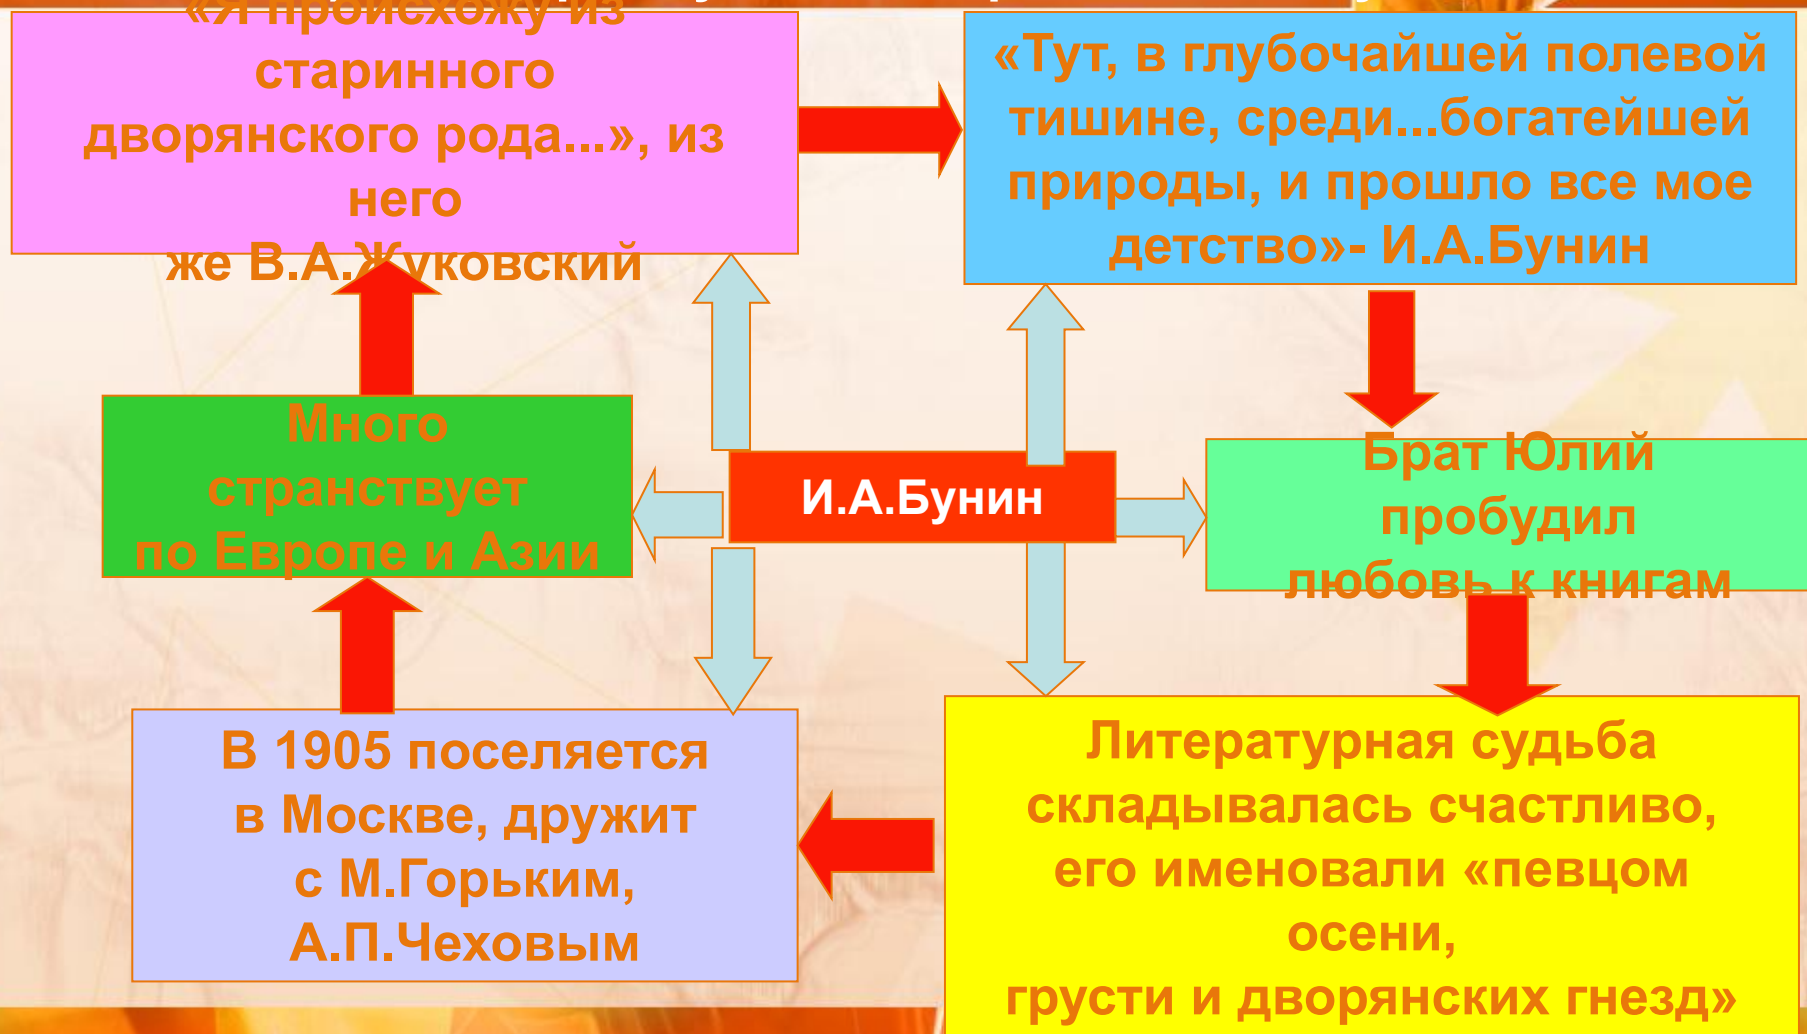 «Я происхожу из
старинного
дворянского рода...», из
него
же В.А.Жуковский
«Тут, в глубочайшей полевой
тишине, среди...богатейшей
природы, и прошло все мое
детство»- И.А.Бунин
Много
странствует
по Европе и Азии
И.А.Бунин
Брат Юлий
пробудил
любовь к книгам
В 1905 поселяется
в Москве, дружит
с М.Горьким,
А.П.Чеховым
Литературная судьба
складывалась счастливо,
его именовали «певцом
осени,
грусти и дворянских гнезд»